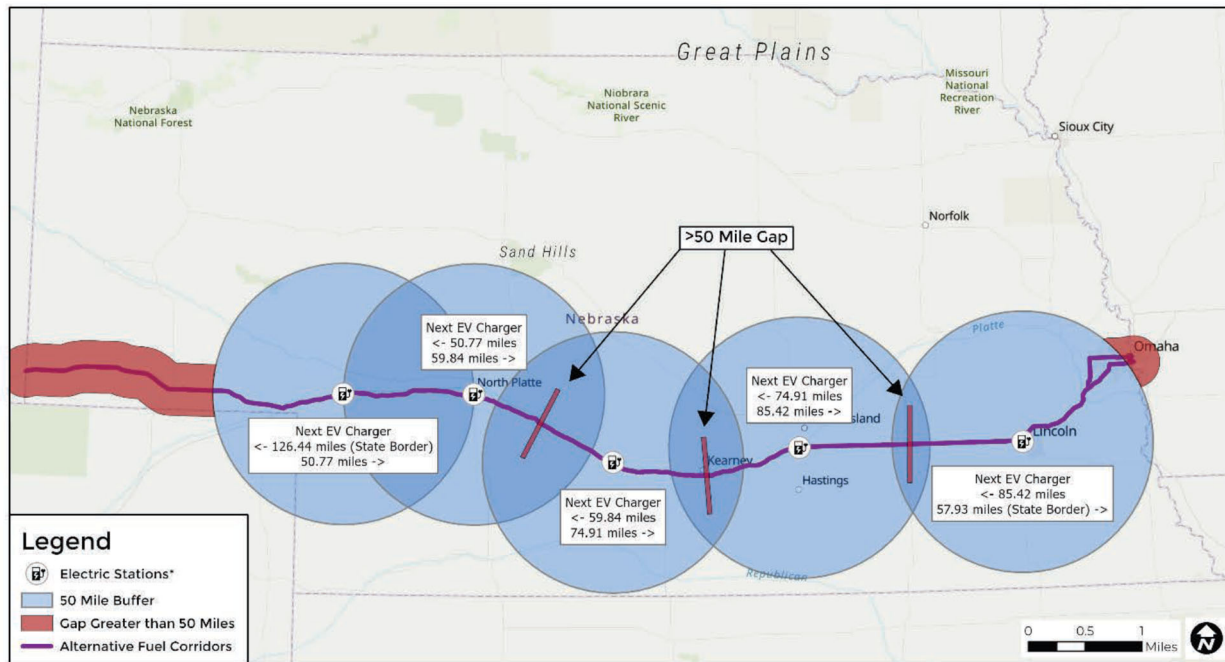 Great Plains
Nebraska
National Forest
Niobrara
National Scenic
River
Missouri
National
Recreation
River
Sioux City
Norfolk
>50 Mile Gap
Sand Hills
Nebraska
Platte
Omaha
Next EV Charger
<- 50.77 miles
59.84 miles ->
North Platte
Next EV Charger
<- 74.91 miles
85.42 miles ->
Island
Lincoln
Next EV Charger
<- 126.44 miles (State Border)
50.77 miles ->
Kearney
Hastings
Next EV Charger
<- 59.84 miles
74.91 miles ->
Next EV Charger
<- 85.42 miles
57.93 miles (State Border) ->
Republican
Legend
Electric Stations*
50 Mile Buffer
Gap Greater than 50 Miles
Alternative Fuel Corridors
0 0.5 1
Miles
N